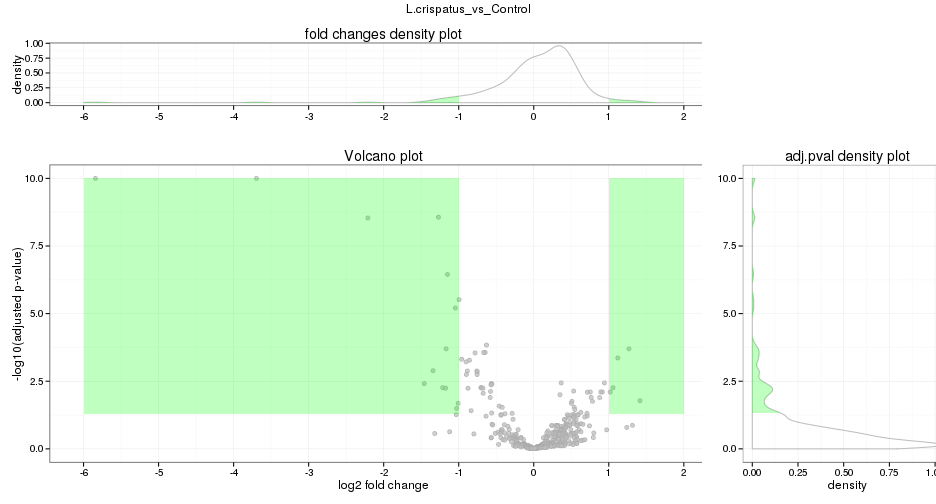 L.crispatus_vs_Control
fold changes density plot
density
1.00
0.75
0.50
0.25
0.00
-6 -5 -4 -3 -2 -1 0 1 2
Volcano plot
-log10(adjusted p-value)
10.0
7.5
5.0
2.5
0.0
-6 -5 -4 -3 -2 -1 0 1 2
log2 fold change
adj.pval density plot
10.0
7.5
5.0
2.5
0.0
0.00 0.25 0.50 0.75
density